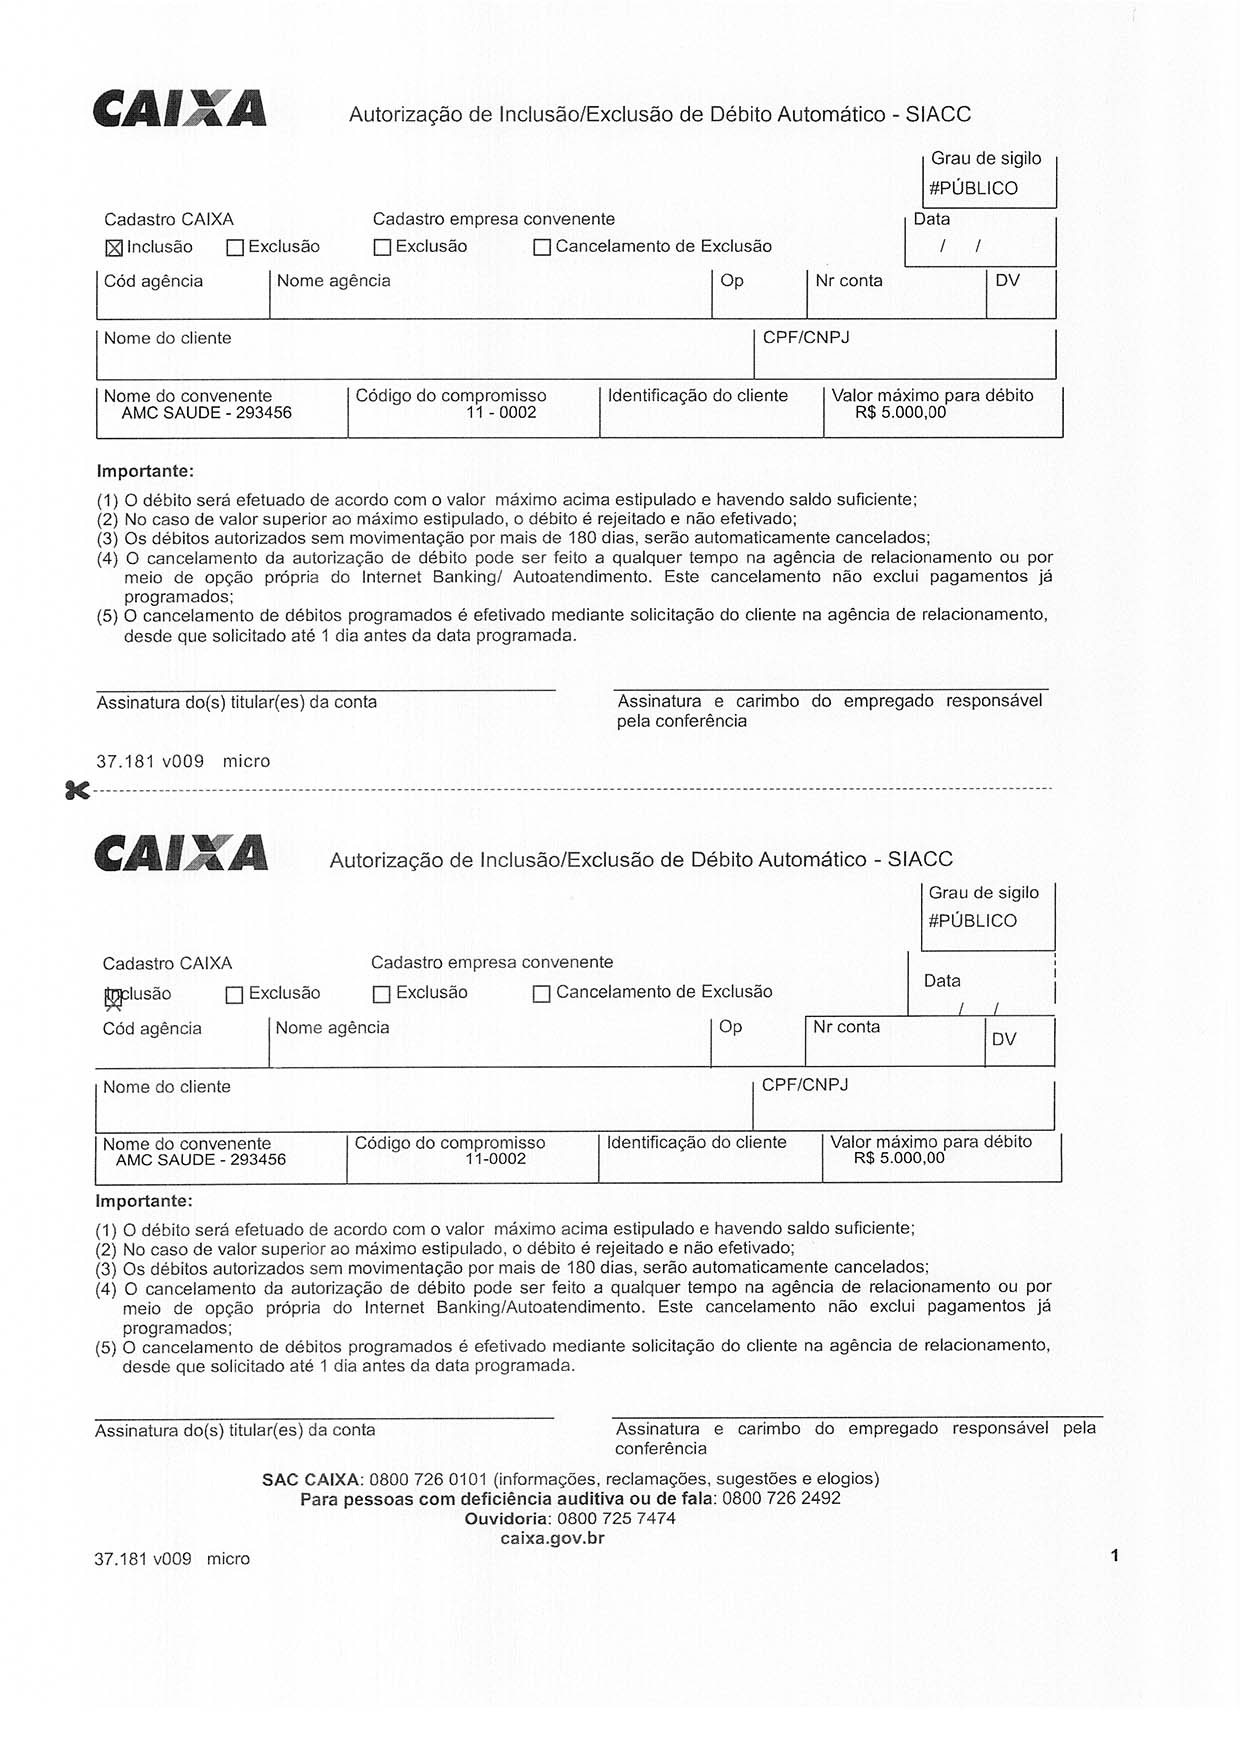 CAIXA
Autorização de Inclusão/Exclusão de Débito Automático - SIACC
Grau de sigilo
#PÚBLICO
Cadastro CAIXA Cadastro empresa convenente Data
Inclusão Exclusão Exclusão Cancelamento de Exclusão / /
Cód agência Nome agência Op Nr conta DV
Nome do cliente CPF/CNPJ
Nome do convenente Código do compromisso Identificação do cliente Valor máximo para débito
AMC SAUDE - 293456 11 - 0002 R$ 5.000,00
Importante:
(1) O débito será efetuado de acordo com o valor máximo acima estipulado e havendo saldo suficiente;
(2) No caso de valor superior ao máximo estipulado, o débito é rejeitado e não efetivado;
(3) Os débitos autorizados sem movimentação por mais de 180 dias, serão automaticamente cancelados;
(4) O cancelamento da autorização de débito pode ser feito a qualquer tempo na agência de relacionamento ou por
meio de opção própria do Internet Banking/ Autoatendimento. Este cancelamento não exclui pagamentos já
programados;
(5) O cancelamento de débitos programados é efetivado mediante solicitação do cliente na agência de relacionamento,
desde que solicitado até 1 dia antes da data programada.
Assinatura do(s) titular(es) da conta Assinatura e carimbo do empregado responsável
pela conferência
37.181 v009 micro
CAIXA
Autorização de Inclusão/Exclusão de Débito Automático - SIACC
Grau de sigilo
#PÚBLICO
Cadastro CAIXA Cadastro empresa convenente
Data
Inclusão Exclusão Exclusão Cancelamento de Exclusão
/ /
Cód agência Nome agência Op Nr conta DV
Nome do cliente CPF/CNPJ
Nome do convenente Código do compromisso Identificação do cliente Valor máximo para débito
AMC SAUDE - 293456 11-0002 R$ 5.000,00
Importante:
(1) O débito será efetuado de acordo com o valor máximo acima estipulado e havendo saldo suficiente;
(2) No caso de valor superior ao máximo estipulado, o débito é rejeitado e não efetivado;
(3) Os débitos autorizados sem movimentação por mais de 180 dias, serão automaticamente cancelados;
(4) O cancelamento da autorização de débito pode ser feito a qualquer tempo na agência de relacionamento ou por
meio de opção própria do Internet Banking/Autoatendimento. Este cancelamento não exclui pagamentos já
programados;
(5) O cancelamento de débitos programados é efetivado mediante solicitação do cliente na agência de relacionamento,
desde que solicitado até 1 dia antes da data programada.
Assinatura do(s) titular(es) da conta Assinatura e carimbo do empregado responsável pela
conferência
SAC CAIXA: 0800 726 0101 (informações, reclamações, sugestões e elogios)
Para pessoas com deficiência auditiva ou de fala: 0800 726 2492
Ouvidoria: 0800 725 7474
caixa.gov.br
37.181 v009 micro 1